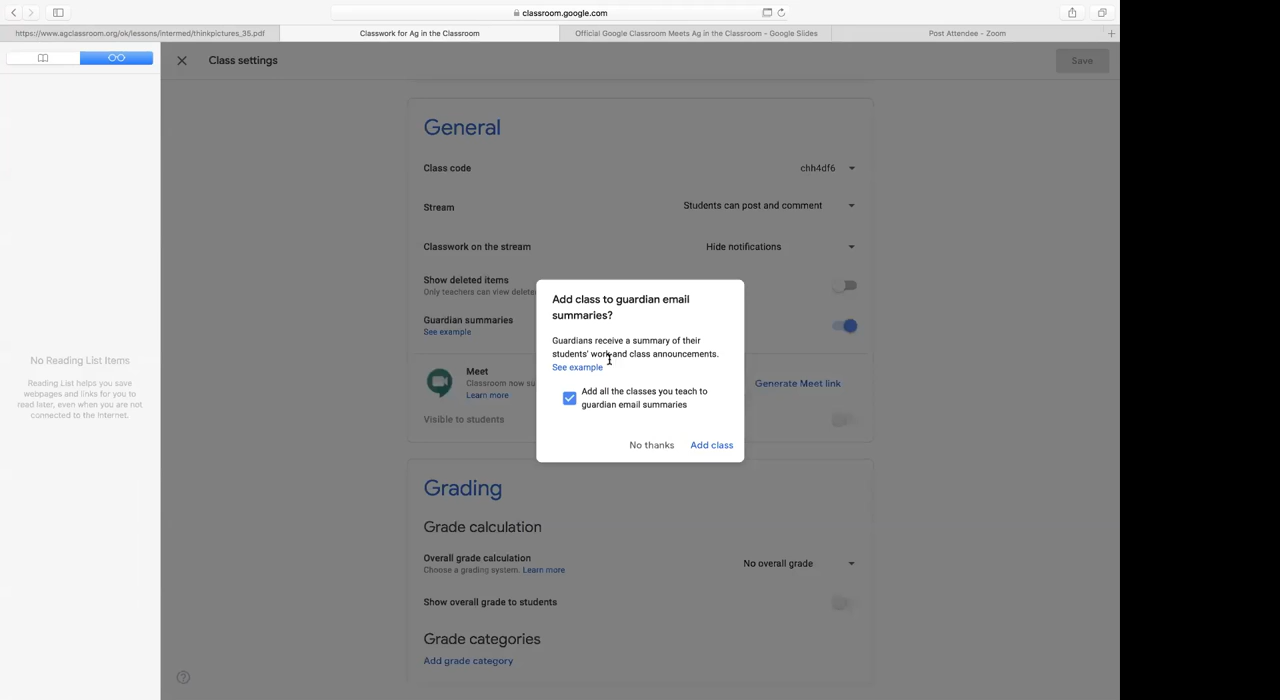 classroom.google.com
https://www.agclassroom.org/ok/lessons/intermed/thinkpictures_35.pdf
Classwork for Ag in the Classroom
Official Google Classroom Meets Ag in the Classroom - Google Slides
Post Attendee - Zoom
Class settings
Save
General
Class code
chh4df6
Stream
Students can post and comment
Classwork on the stream
Hide notifications
Show deleted items
Only teachers can view delete
Guardian summaries
See example
Meet
Classroom now su
Learn more
Generate Meet link
Visible to students
Add class to guardian email
summaries?
Guardians receive a summary of their
students' work and class announcements.
See example
Add all the classes you teach to
guardian email summaries
No thanks
Add class
No Reading List Items
Reading List helps you save
webpages and links for you to
read later, even when you are not
connected to the Internet.
Grading
Grade calculation
Overall grade calculation
Choose a grading system. Learn more
No overall grade
Show overall grade to students
Grade categories
Add grade category